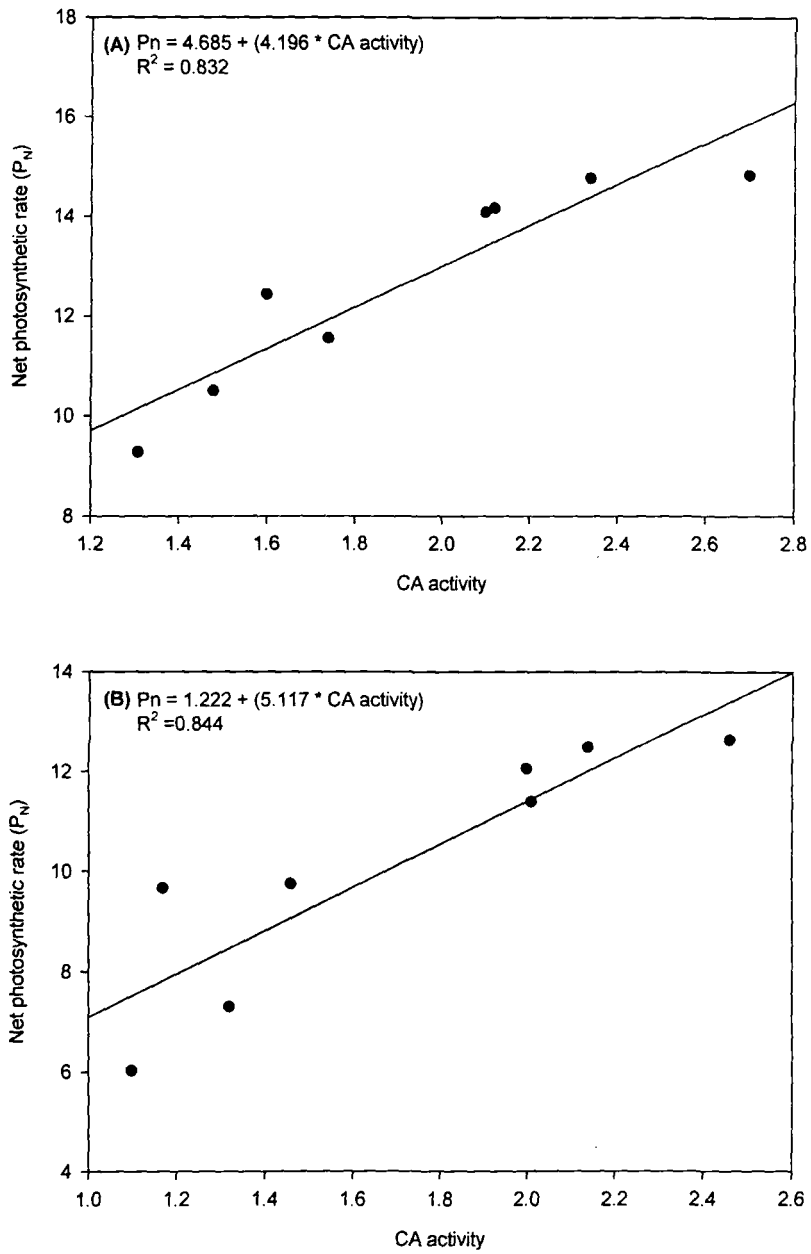 (A) Pn = 4.685 + (4.196 * CA activity)
R² = 0.832
Net photosynthetic rate (P_N)
18
16
14
12
10
8
1.2 1.4 1.6 1.8 2.0 2.2 2.4 2.6 2.8
CA activity
(B) Pn = 1.222 + (5.117 * CA activity)
R² =0.844
Net photosynthetic rate (P_N)
14
12
10
8
6
4
1.0 1.2 1.4 1.6 1.8 2.0 2.2 2.4 2.6
CA activity